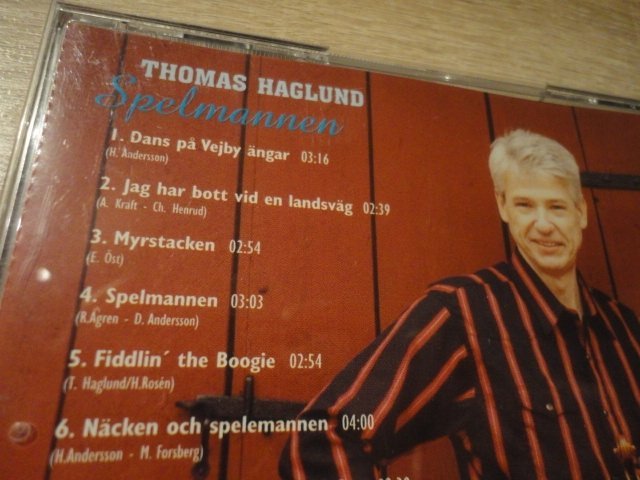 THOMAS HAGLUND
Spelmannen
1. Dans på Vejby ängar 03:16
(H. Andersson)
2. Jag har bott vid en landsväg 02:39
(A. Kraft - Ch. Henrud)
3. Myrstacken 02:54
(E. Öst)
4. Spelmannen 03:03
(R.Ågren - D. Andersson)
5. Fiddlin´ the Boogie 02:54
(T. Haglund/H.Rosén)
6. Näcken och spelemannen 04:00
(H.Andersson - M. Forsberg)